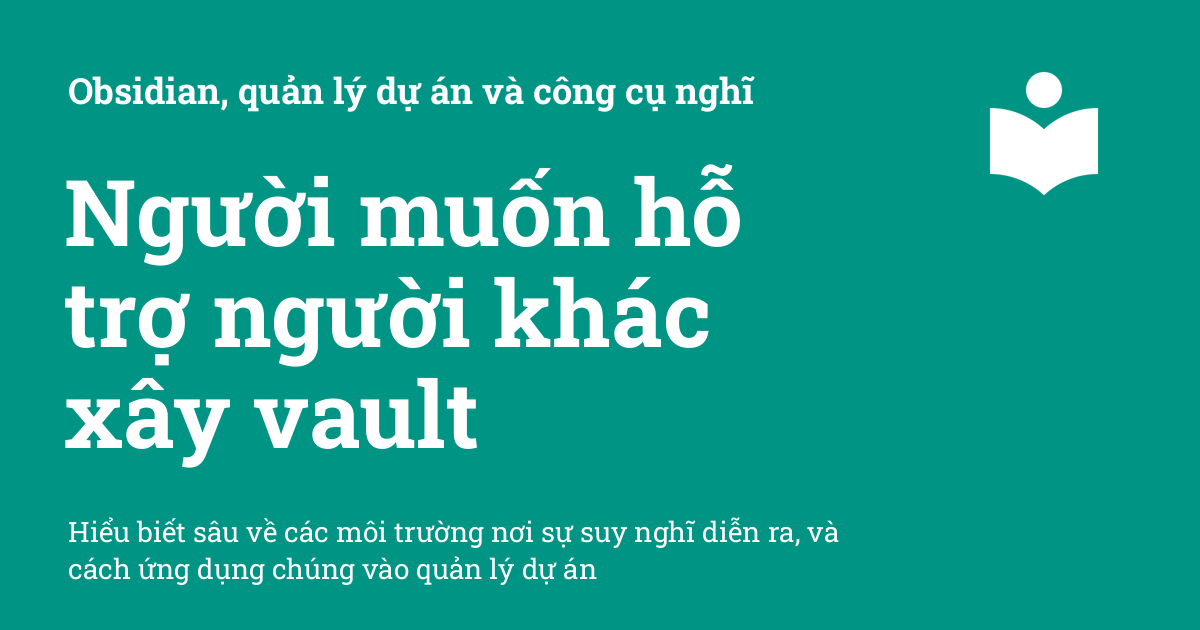 Obsidian, quản lý dự án và công cụ nghĩ
Người muốn hỗ
trợ người khác
xây vault
Hiểu biết sâu về các môi trường nơi sự suy nghĩ diễn ra, và
cách ứng dụng chúng vào quản lý dự án